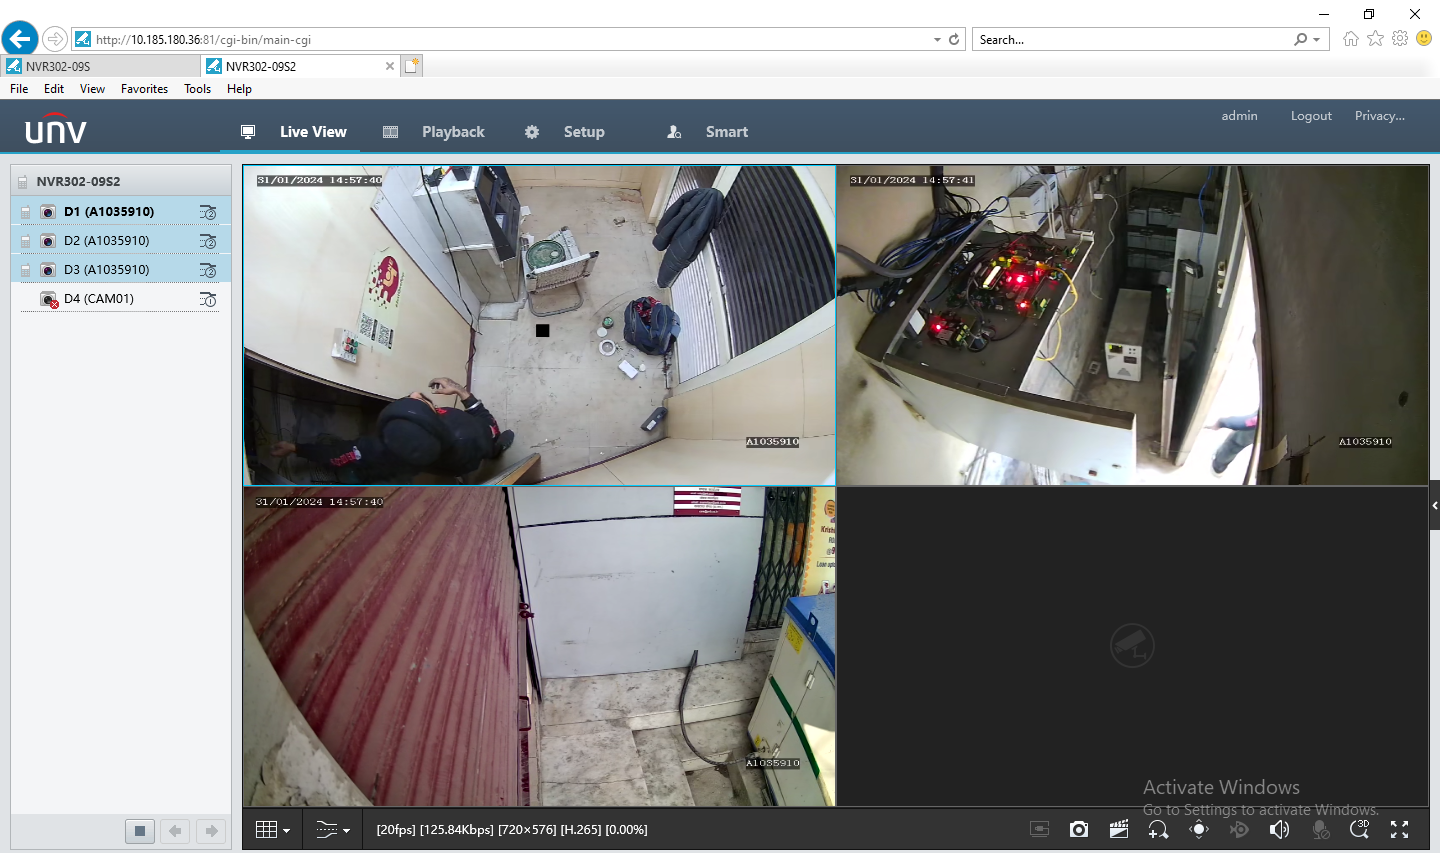 http://10.185.180.36:81/cgi-bin/main-cgi
Search...
NVR302-09S
NVR302-09S2
File Edit View Favorites Tools Help
unv
Live View
Playback
Setup
Smart
admin
Logout
Privacy...
NVR302-09S2
D1 (A1035910)
D2 (A1035910)
D3 (A1035910)
D4 (CAM01)
31/01/2024 14:57:40
A1035910
31/01/2024 14:57:41
A1035910
31/01/2024 14:57:40
A1035910
[20fps] [125.84Kbps] [720×576] [H.265] [0.00%]
3D
Activate Windows
Go to Settings to activate Windows.